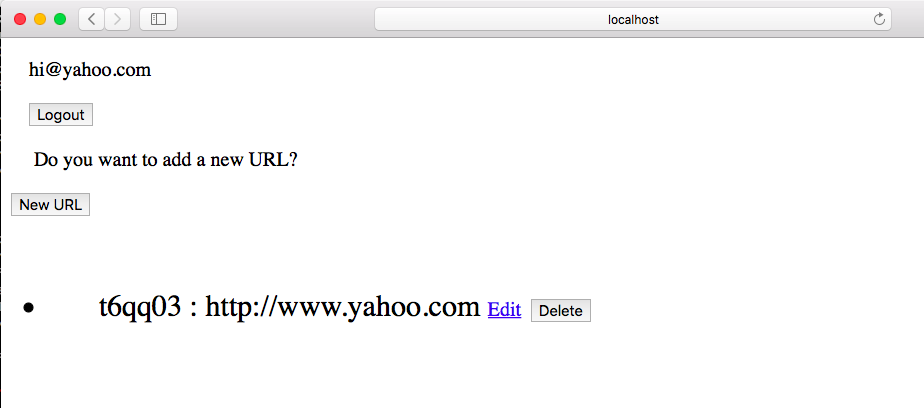 localhost
hi@yahoo.com
Logout
Do you want to add a new URL?
New URL
t6qq03 : http://www.yahoo.com Edit Delete